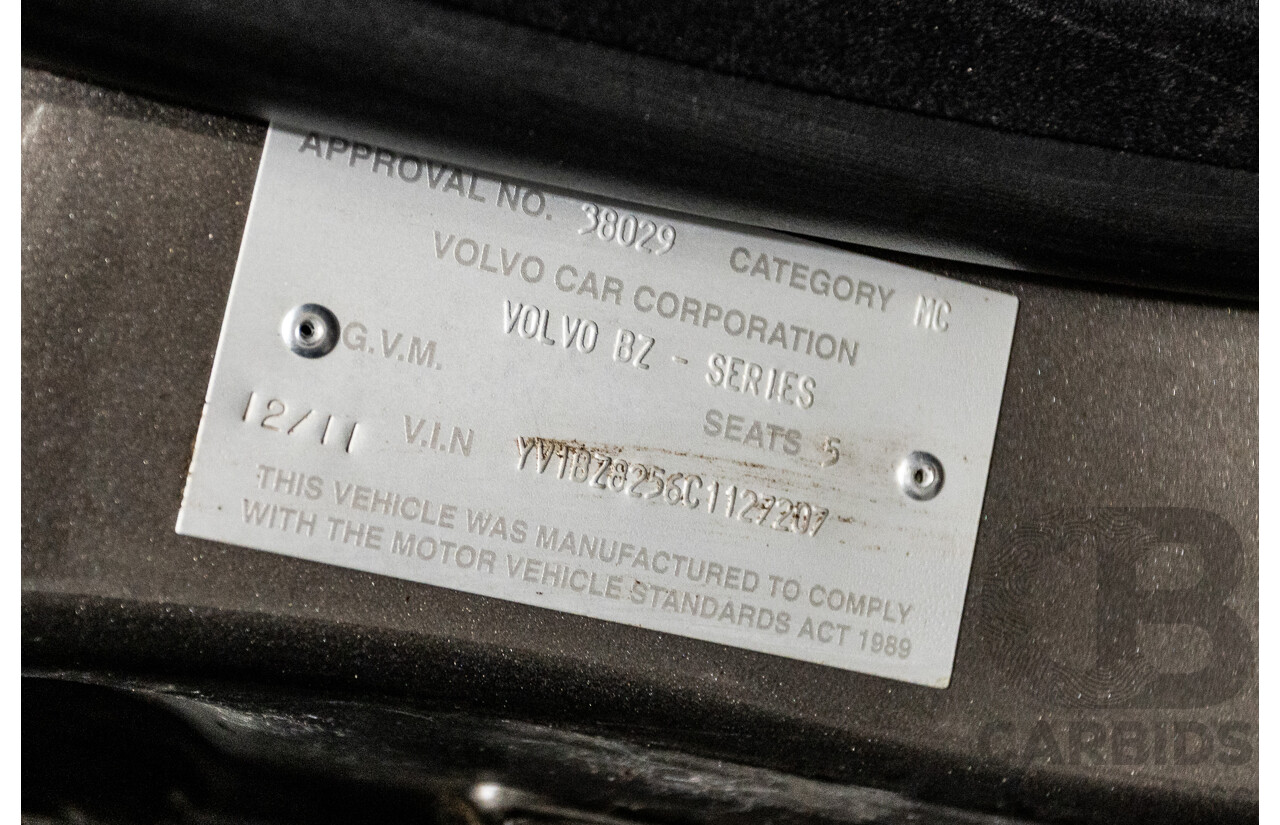 APPROVAL NO. 38029 CATEGORY MC
VOLVO CAR CORPORATION
VOLVO BZ - SERIES
G.V.M. SEATS 5
12/11 V.I.N YV1BZ8256C1127207
THIS VEHICLE WAS MANUFACTURED TO COMPLY
WITH THE MOTOR VEHICLE STANDARDS ACT 1989
CB
CARBIDS